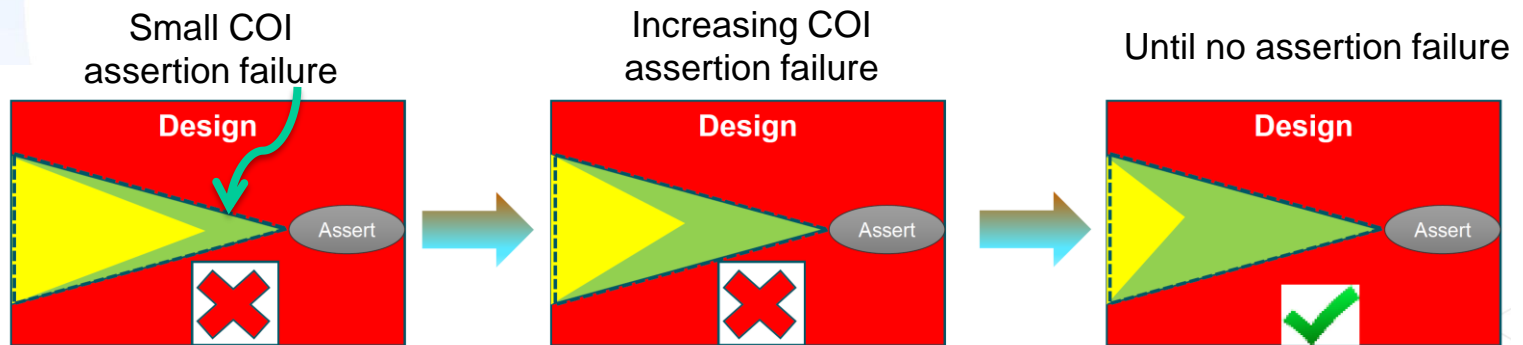 Small COI
assertion failure
Increasing COI
assertion failure
Until no assertion failure
Design
Assert
Design
Assert
Design
Assert